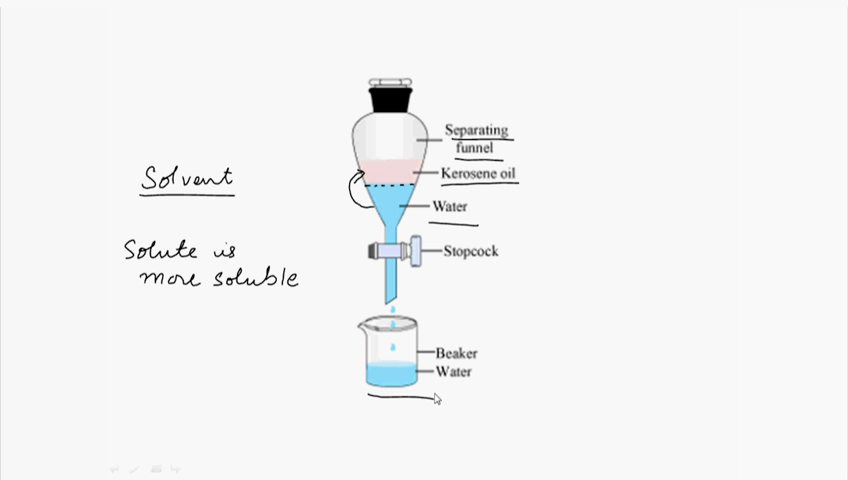 Solvent
Solute is
more soluble
Separating
funnel
Kerosene oil
Water
Stopcock
Beaker
Water